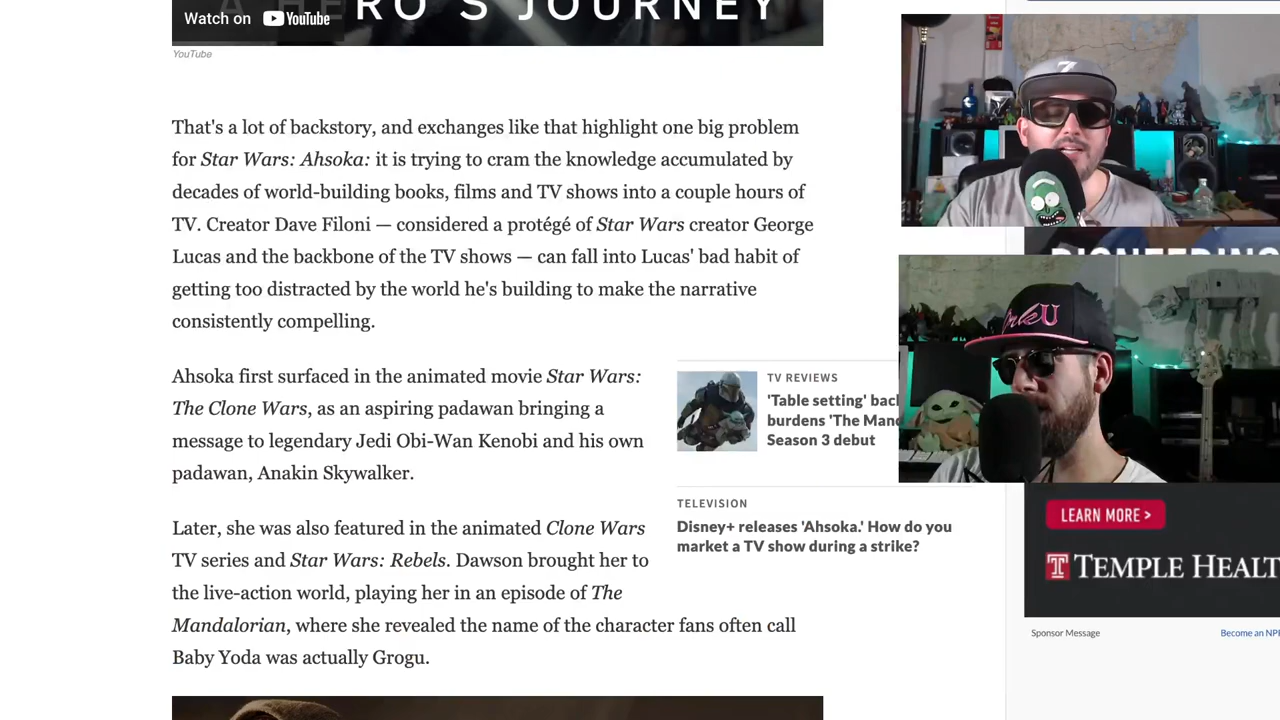 Watch on YouTube
A HERO'S JOURNEY
YouTube
That's a lot of backstory, and exchanges like that highlight one big problem
for Star Wars: Ahsoka: it is trying to cram the knowledge accumulated by
decades of world-building books, films and TV shows into a couple hours of
TV. Creator Dave Filoni — considered a protégé of Star Wars creator George
Lucas and the backbone of the TV shows — can fall into Lucas' bad habit of
getting too distracted by the world he's building to make the narrative
consistently compelling.
Ahsoka first surfaced in the animated movie Star Wars:
The Clone Wars, as an aspiring padawan bringing a
message to legendary Jedi Obi-Wan Kenobi and his own
padawan, Anakin Skywalker.
Later, she was also featured in the animated Clone Wars
TV series and Star Wars: Rebels. Dawson brought her to
the live-action world, playing her in an episode of The
Mandalorian, where she revealed the name of the character fans often call
Baby Yoda was actually Grogu.
TV REVIEWS
'Table setting' bac
burdens 'The Mand
Season 3 debut
TELEVISION
Disney+ releases 'Ahsoka.' How do you
market a TV show during a strike?
PIONEERING
LEARN MORE >
T TEMPLE HEALT
Sponsor Message
Become an NP